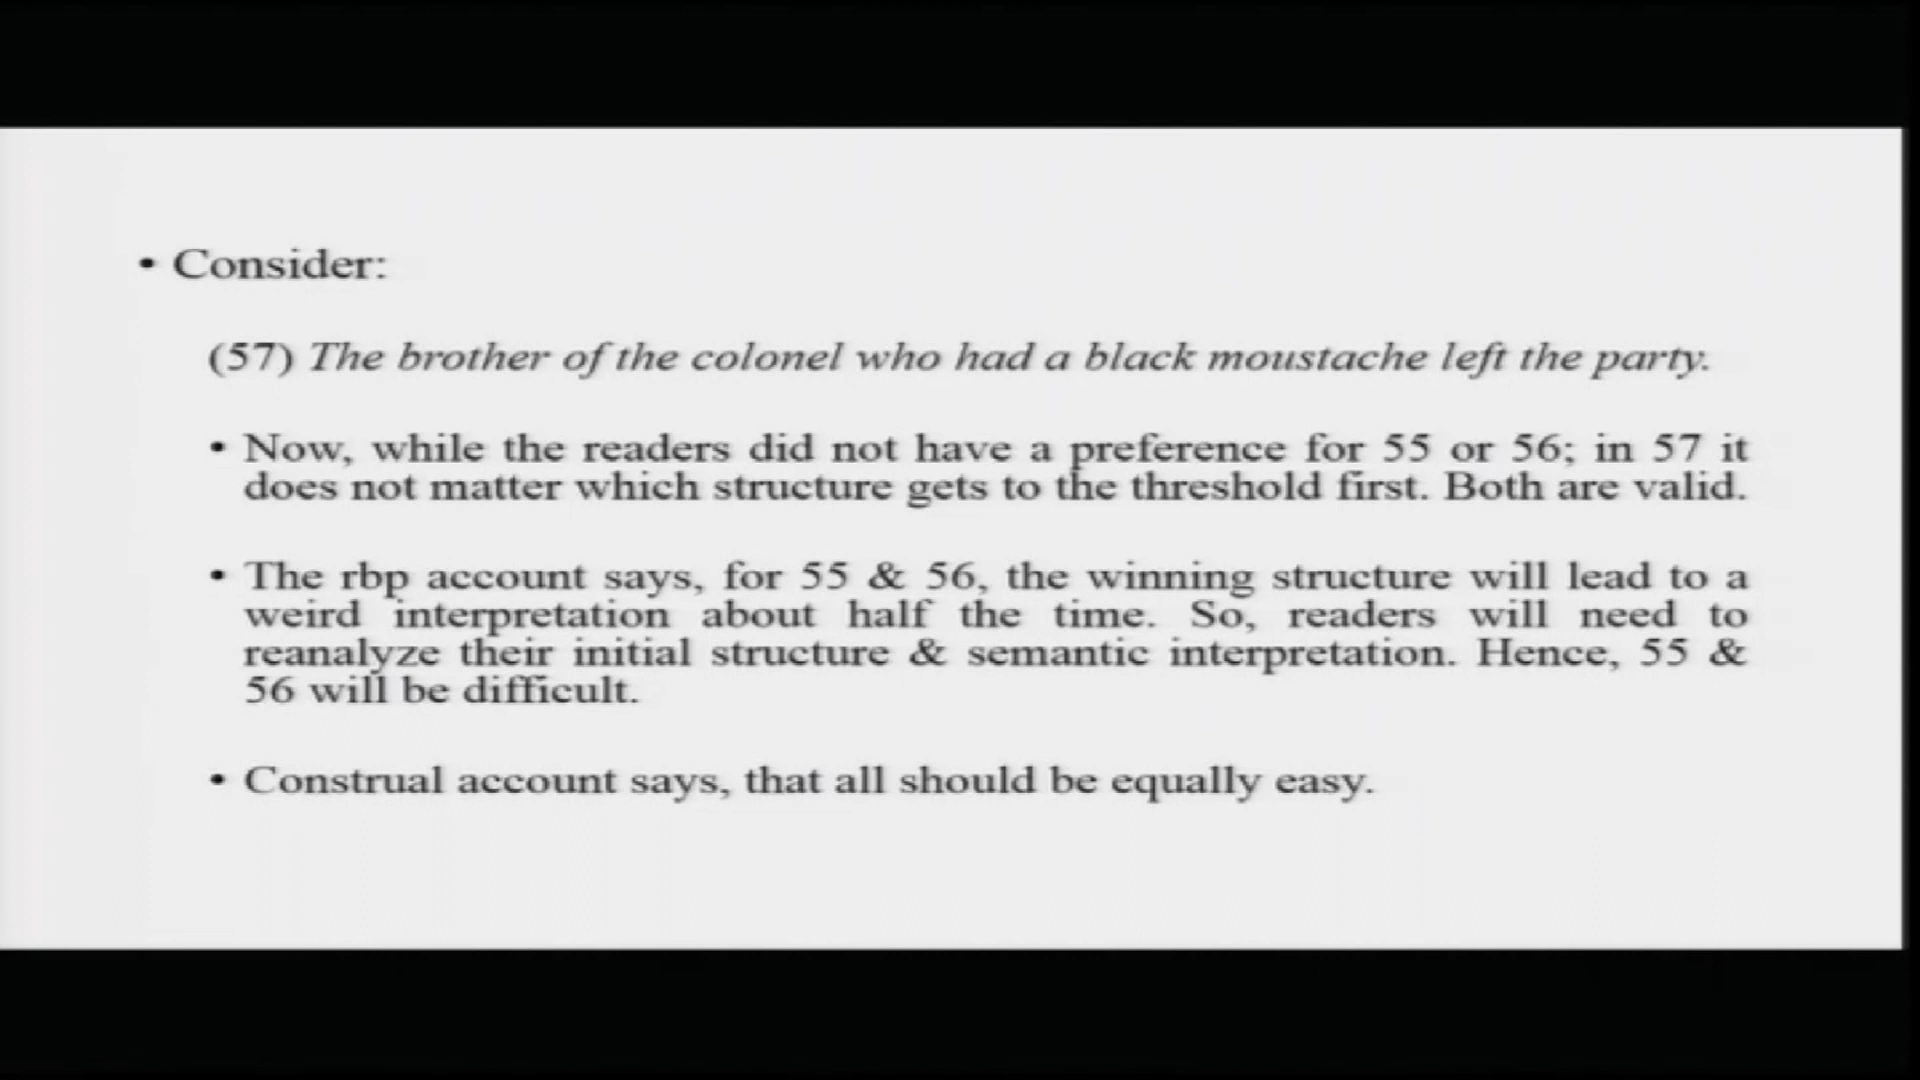 • Consider:
(57) The brother of the colonel who had a black moustache left the party.
• Now, while the readers did not have a preference for 55 or 56; in 57 it
does not matter which structure gets to the threshold first. Both are valid.
• The rbp account says, for 55 & 56, the winning structure will lead to a
weird interpretation about half the time. So, readers will need to
reanalyze their initial structure & semantic interpretation. Hence, 55 &
56 will be difficult.
• Construal account says, that all should be equally easy.